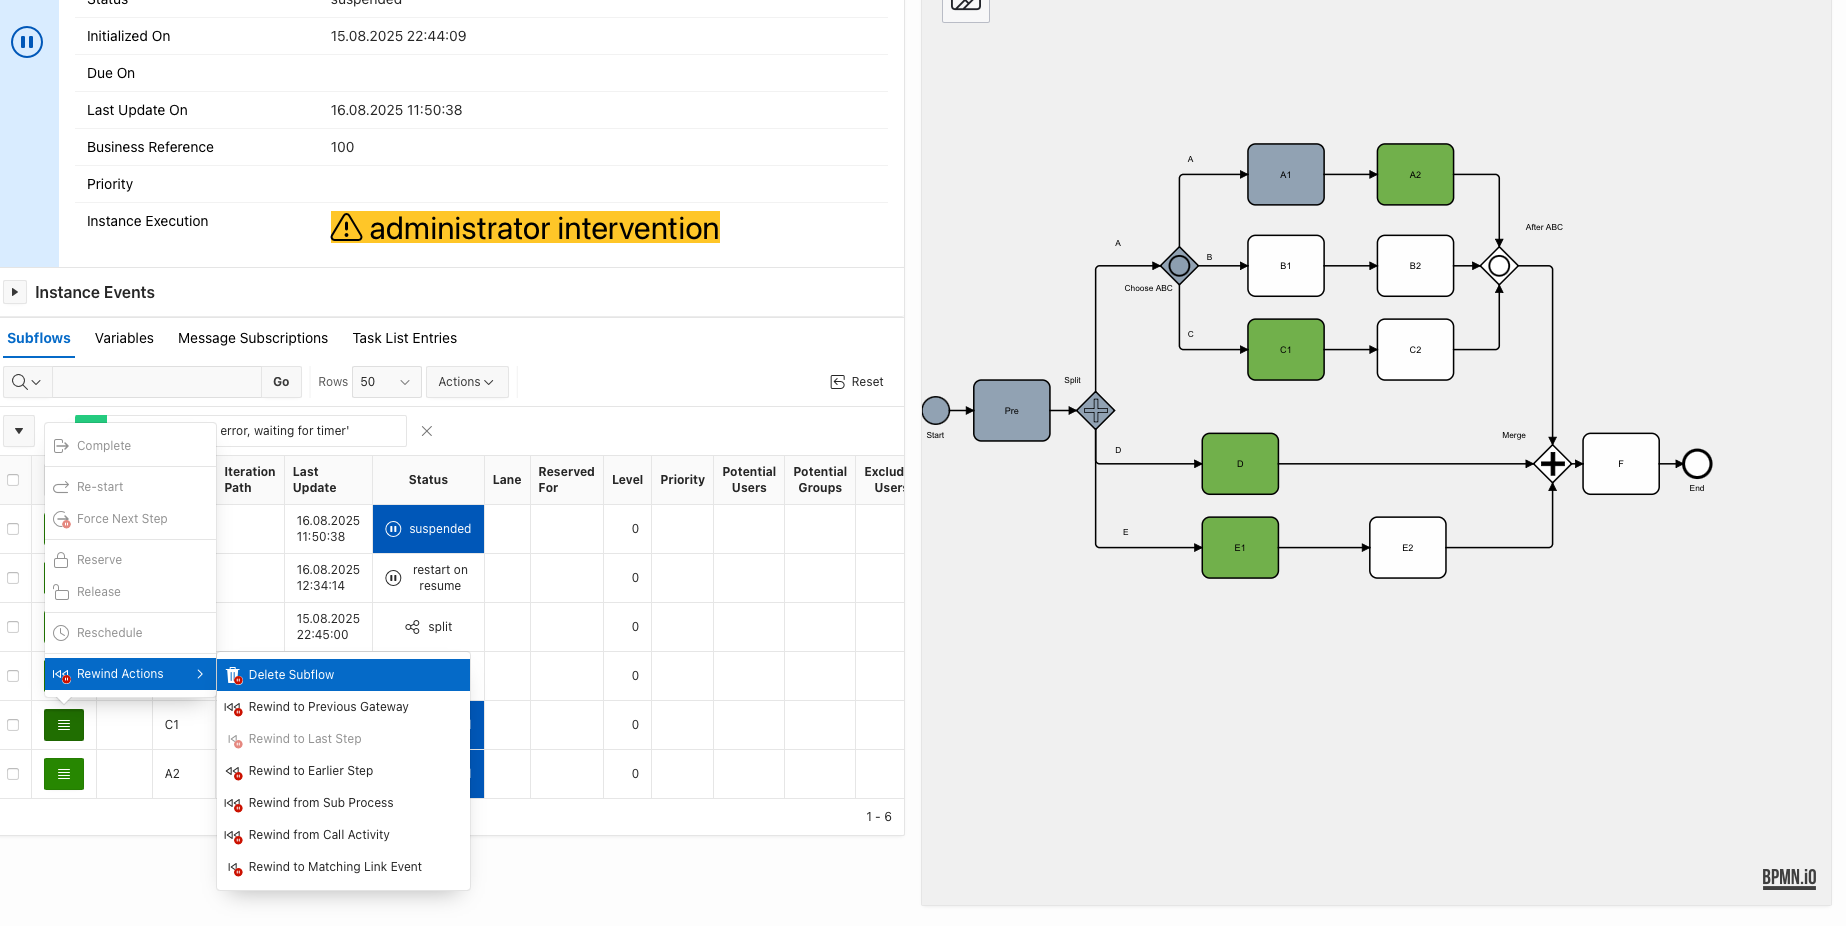 Status suspended
Initialized On 15.08.2025 22:44:09
Due On
Last Update On 16.08.2025 11:50:38
Business Reference 100
Priority
Instance Execution administrator intervention
Instance Events
Subflows Variables Message Subscriptions Task List Entries
Go Rows 50 Actions Reset
error, waiting for timer'
Iteration Path Last Update Status Lane Reserved For Level Priority Potential Users Potential Groups Exclud Users
16.08.2025 11:50:38 suspended 0
16.08.2025 12:34:14 restart on resume 0
15.08.2025 22:45:00 split 0
0
C1 0
A2 0
1 - 6
Complete
Re-start
Force Next Step
Reserve
Release
Reschedule
Rewind Actions
Delete Subflow
Rewind to Previous Gateway
Rewind to Last Step
Rewind to Earlier Step
Rewind from Sub Process
Rewind from Call Activity
Rewind to Matching Link Event
A
A1
A2
After ABC
A
B
B1
B2
Choose ABC
C
C1
C2
Split
Pre
Start
D
D
Merge
F
End
E
E1
E2
BPMN.iO